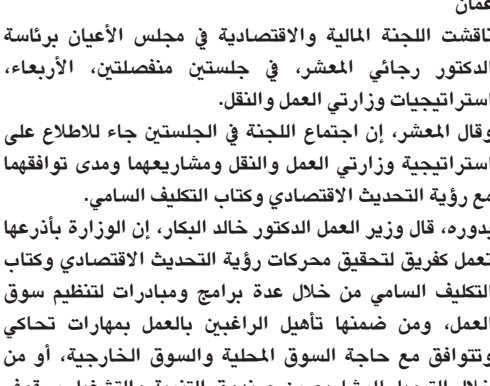 عمان
ناقشت اللجنة المالية والاقتصادية في مجلس الأعيان برئاسة
الدكتور رجائي المعشر، في جلستين منفصلتين، الأربعاء،
استراتيجيات وزارتي العمل والنقل.
وقال المعشر، إن اجتماع اللجنة في الجلستين جاء للاطلاع على
استراتيجية وزارتي العمل والنقل ومشاريعهما ومدى توافقهما
مع رؤية التحديث الاقتصادي وكتاب التكليف السامي.
بدوره، قال وزير العمل الدكتور خالد البكار، إن الوزارة بأذرعها
تعمل كفريق لتحقيق محركات رؤية التحديث الاقتصادي وكتاب
التكليف السامي من خلال عدة برامج ومبادرات لتنظيم سوق
العمل، ومن ضمنها تأهيل الراغبين بالعمل بمهارات تحاكي
وتتوافق مع حاجة السوق المحلية والسوق الخارجية، أو من